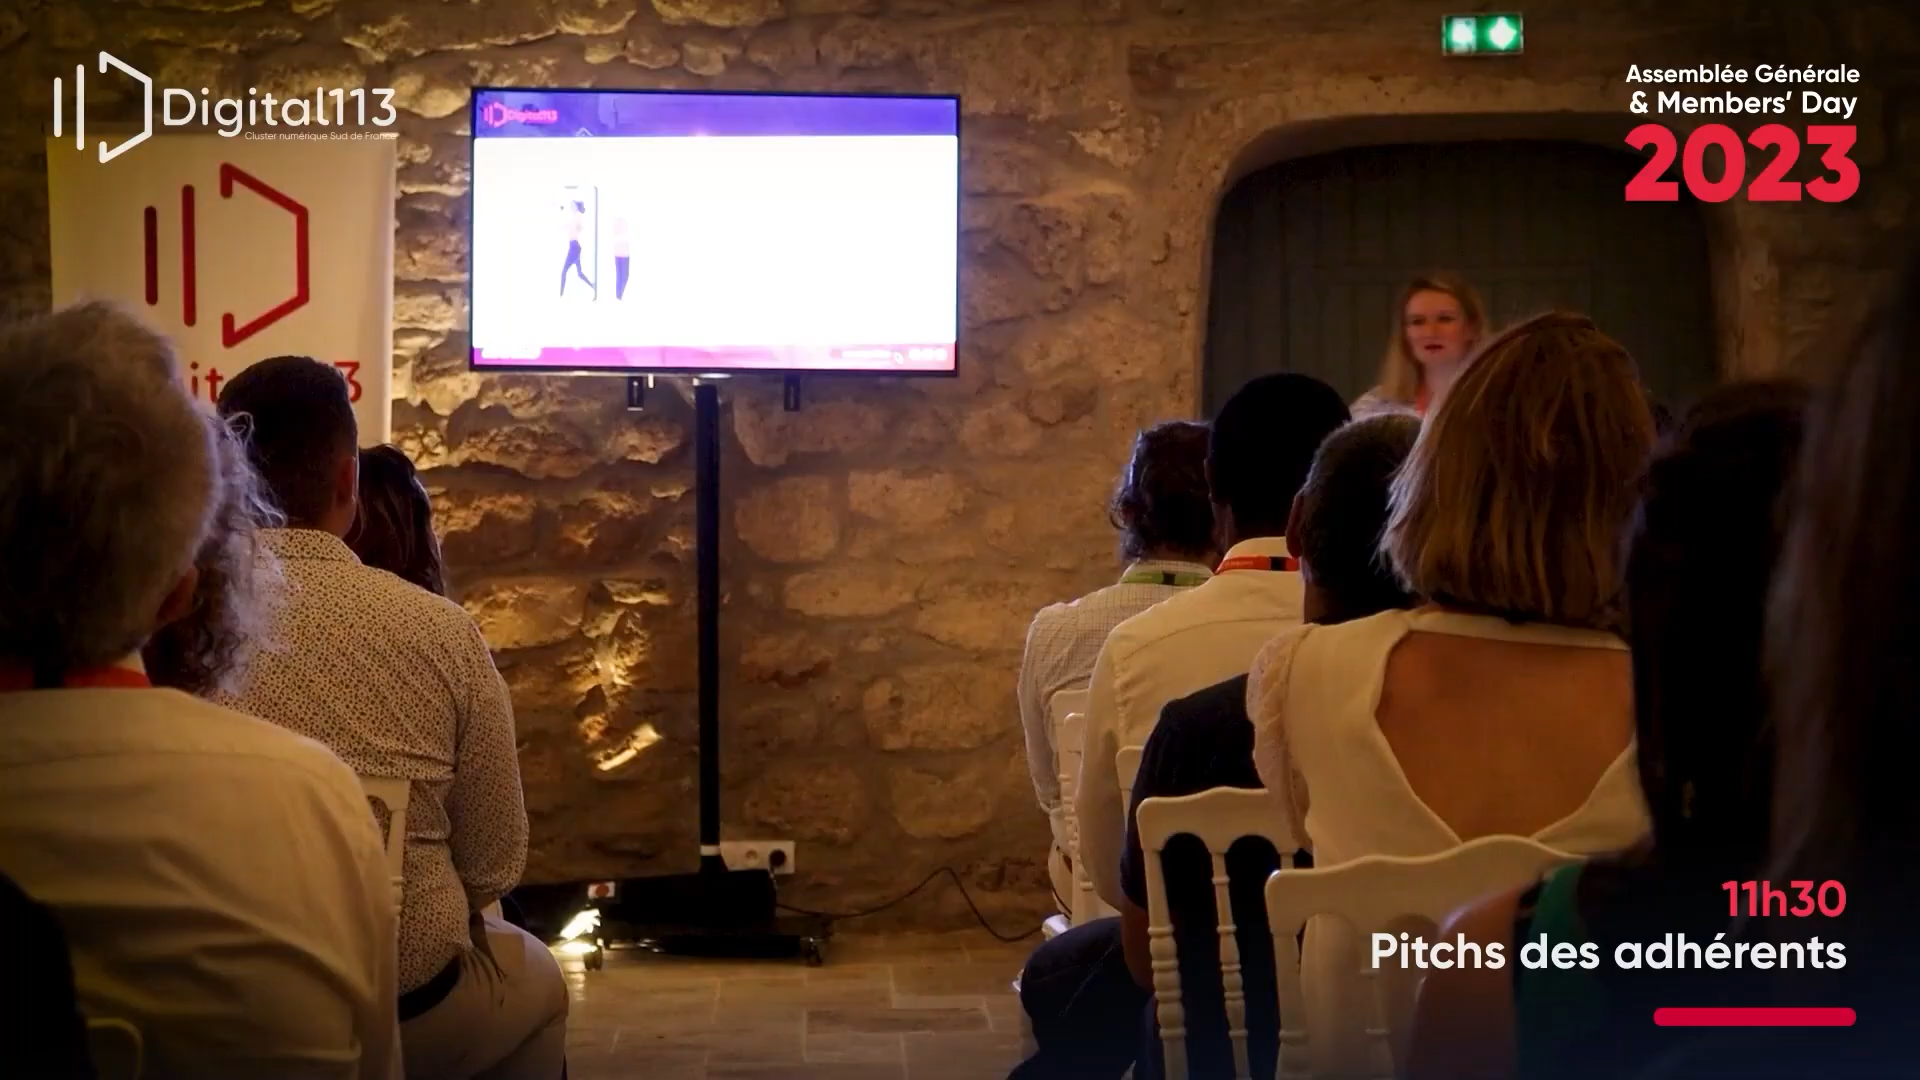 Digital113
Cluster numérique Sud de France
Assemblée Générale
& Members' Day
2023
Digital113
11h30
Pitchs des adhérents